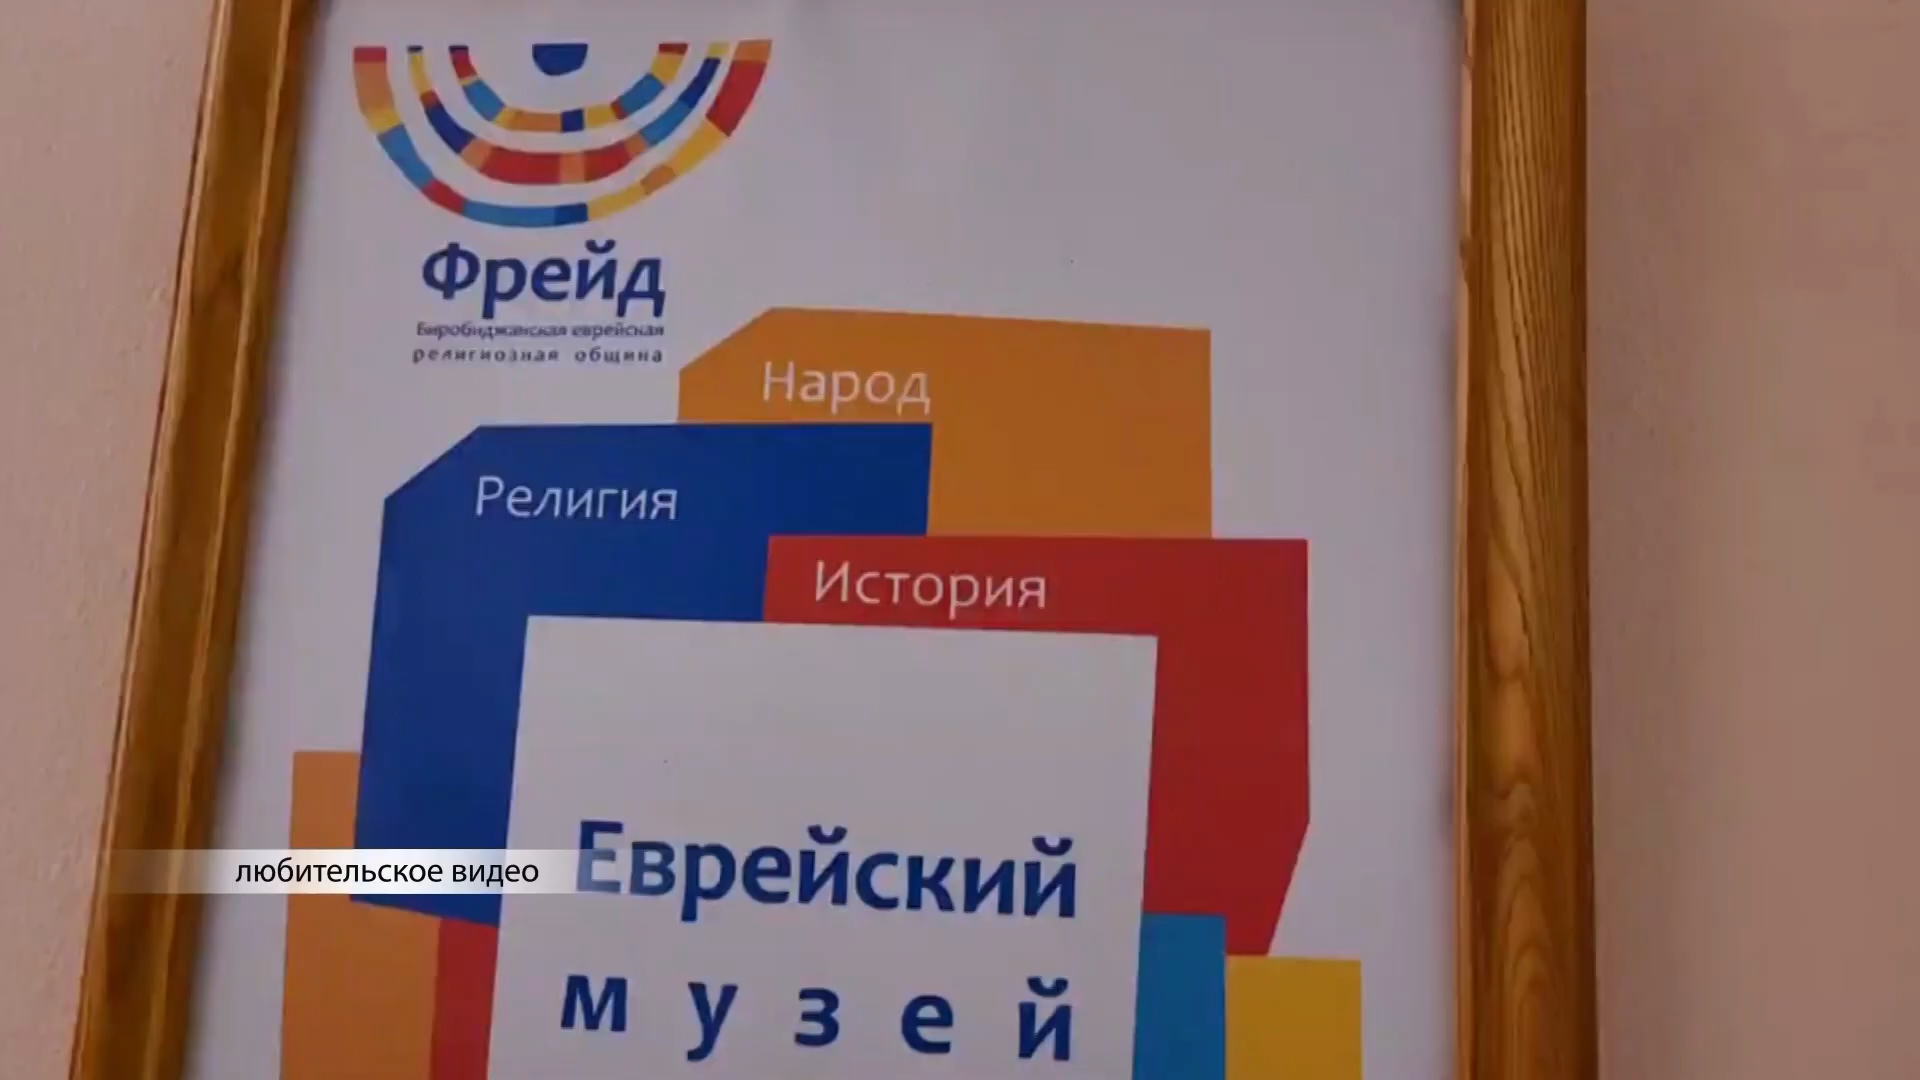 Фрейд
Биробиджанская еврейская
религиозная община
Народ
Религия
История
Еврейский
музей
любительское видео